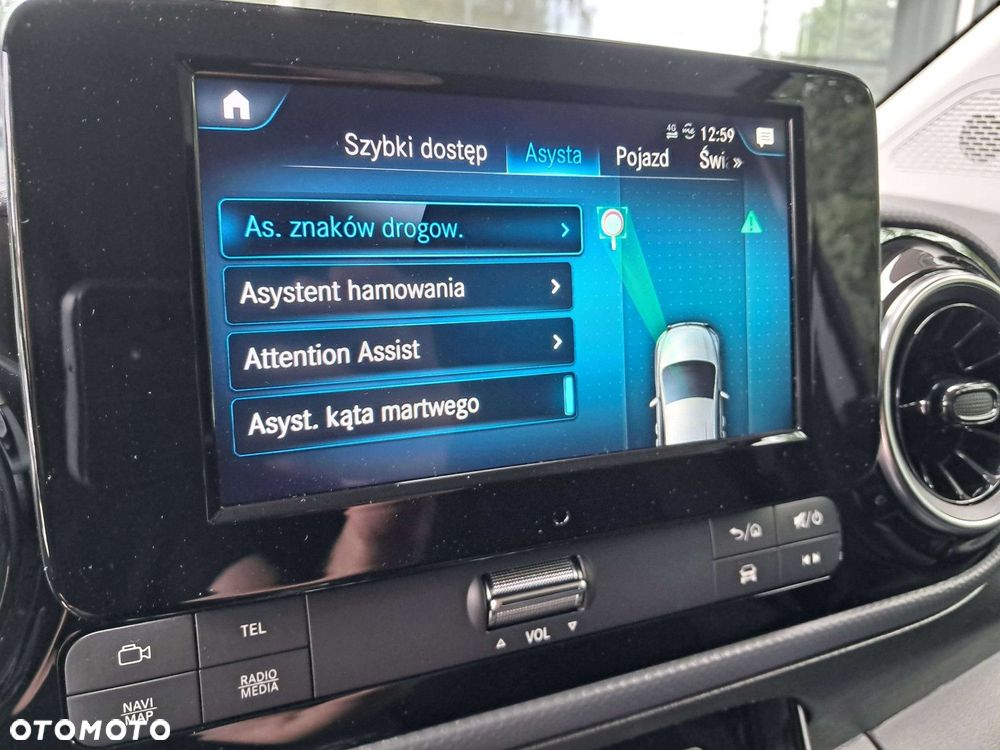 4G 12:59
Szybki dostęp Asysta Pojazd Świ »
As. znaków drogow.
Asystent hamowania
Attention Assist
Asyst. kąta martwego
TEL
NAVI
MAP
RADIO
MEDIA
VOL
OTOMOTO